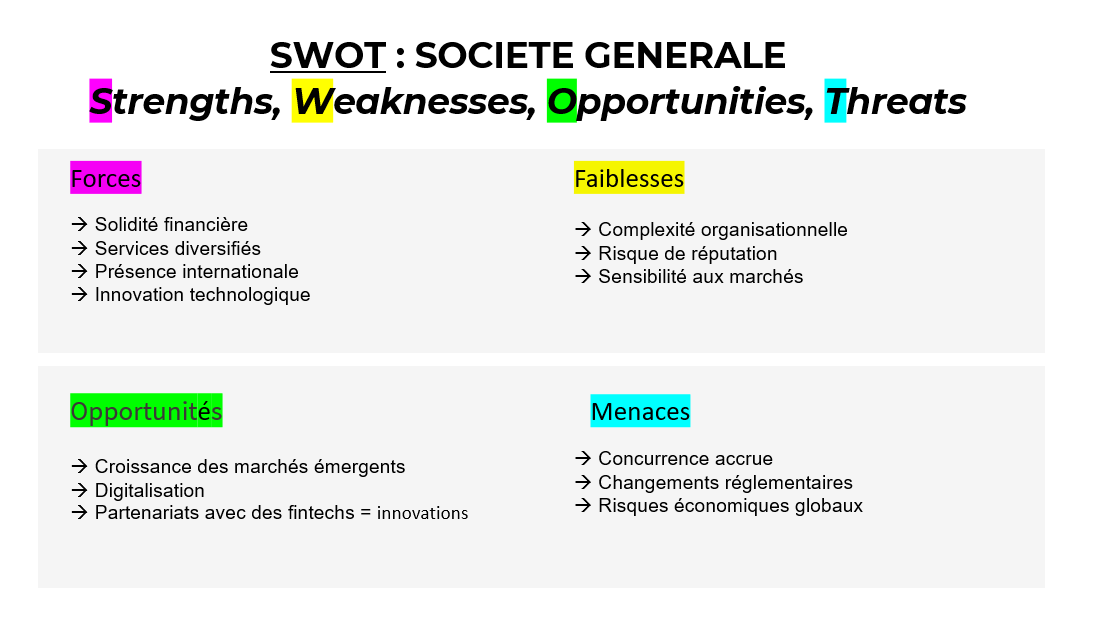 SWOT : SOCIETE GENERALE
Strengths, Weaknesses, Opportunities, Threats
Forces
→ Solidité financière
→ Services diversifiés
→ Présence internationale
→ Innovation technologique
Faiblesses
→ Complexité organisationnelle
→ Risque de réputation
→ Sensibilité aux marchés
Opportunités
→ Croissance des marchés émergents
→ Digitalisation
→ Partenariats avec des fintechs = innovations
Menaces
→ Concurrence accrue
→ Changements réglementaires
→ Risques économiques globaux